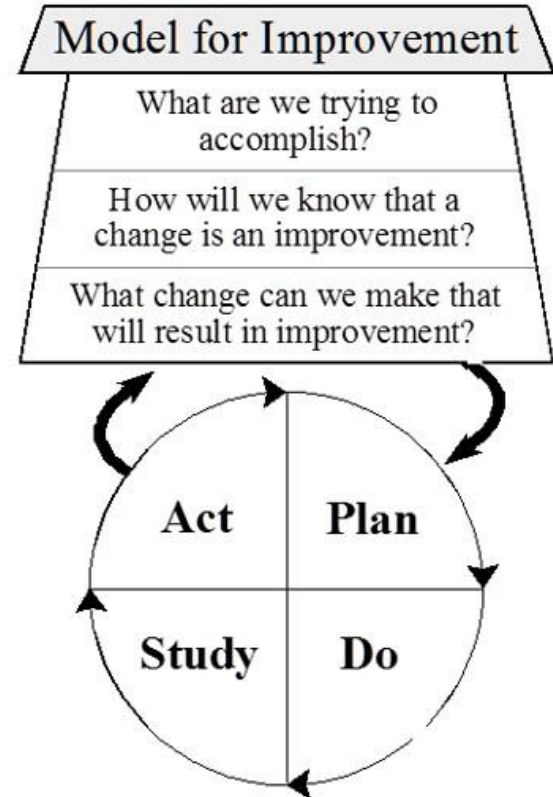 Model for Improvement
What are we trying to
accomplish?
How will we know that a
change is an improvement?
What change can we make that
will result in improvement?
Act
Plan
Study
Do